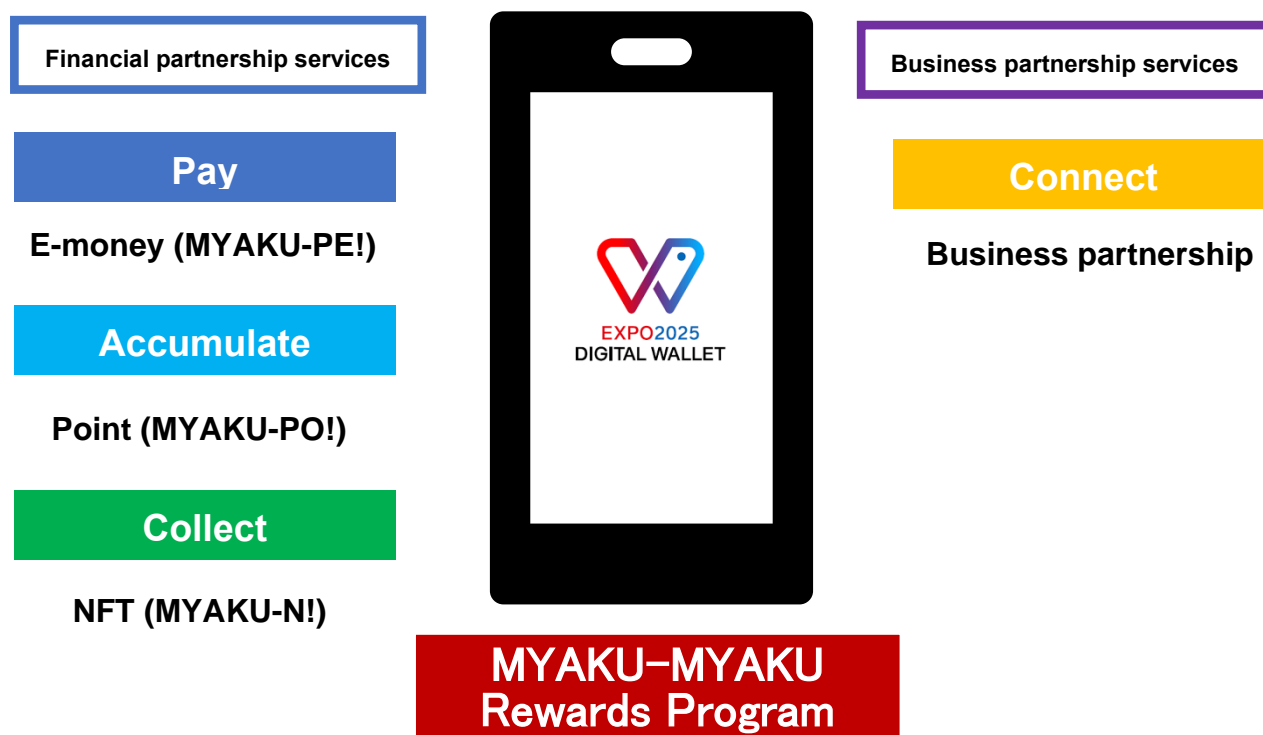 Financial partnership services
Pay
E-money (MYAKU-PE!)
Accumulate
Point (MYAKU-PO!)
Collect
NFT (MYAKU-N!)
EXPO2025
DIGITAL WALLET
MYAKU-MYAKU
Rewards Program
Business partnership services
Connect
Business partnership